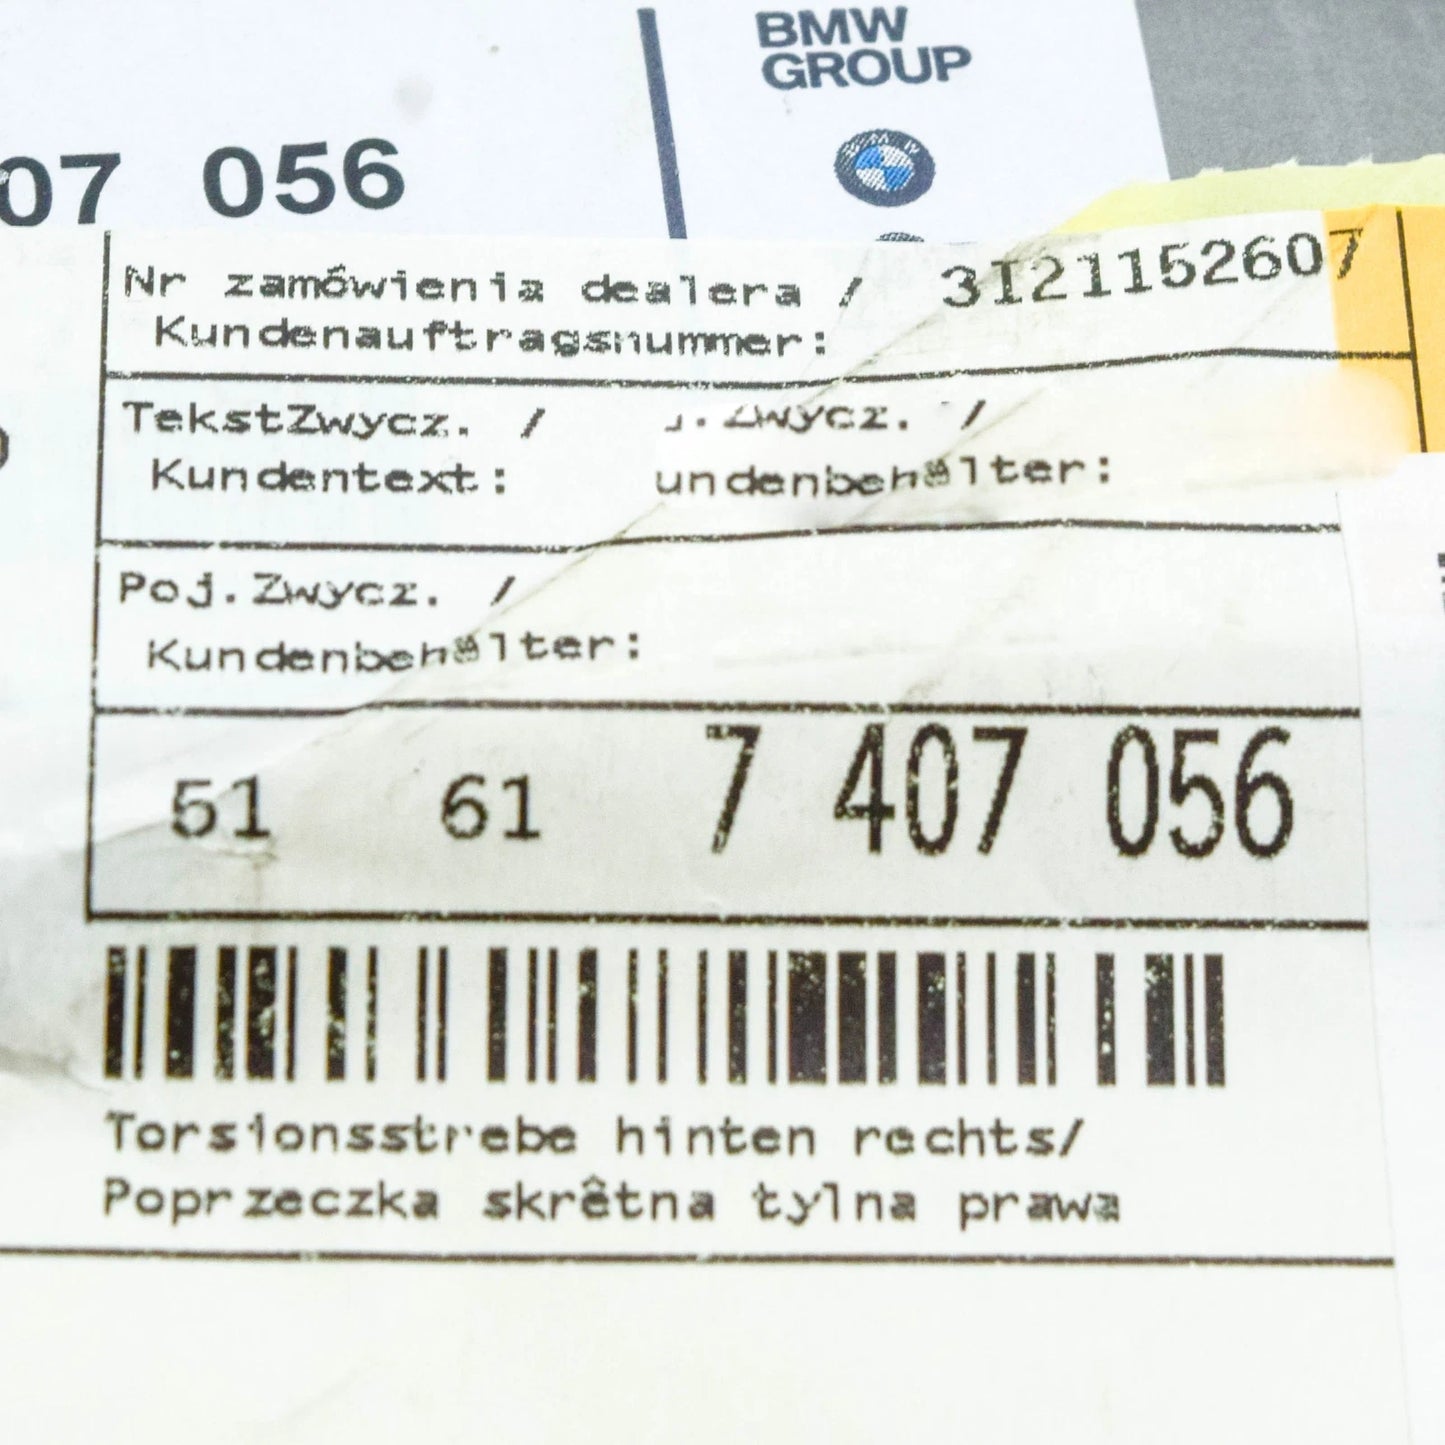 BMW
GROUP
07 056
Nr zamówienia dealera / 3I21152607
Kundenauftragsnummer:
TekstZwycz. / J.Zwycz. /
Kundentext: undenbehälter:
Poj.Zwycz. /
Kundenbehälter:
51 61 7 407 056
Torsionsstrebe hinten rechts/
Poprzeczka skrêtna tylna prawa